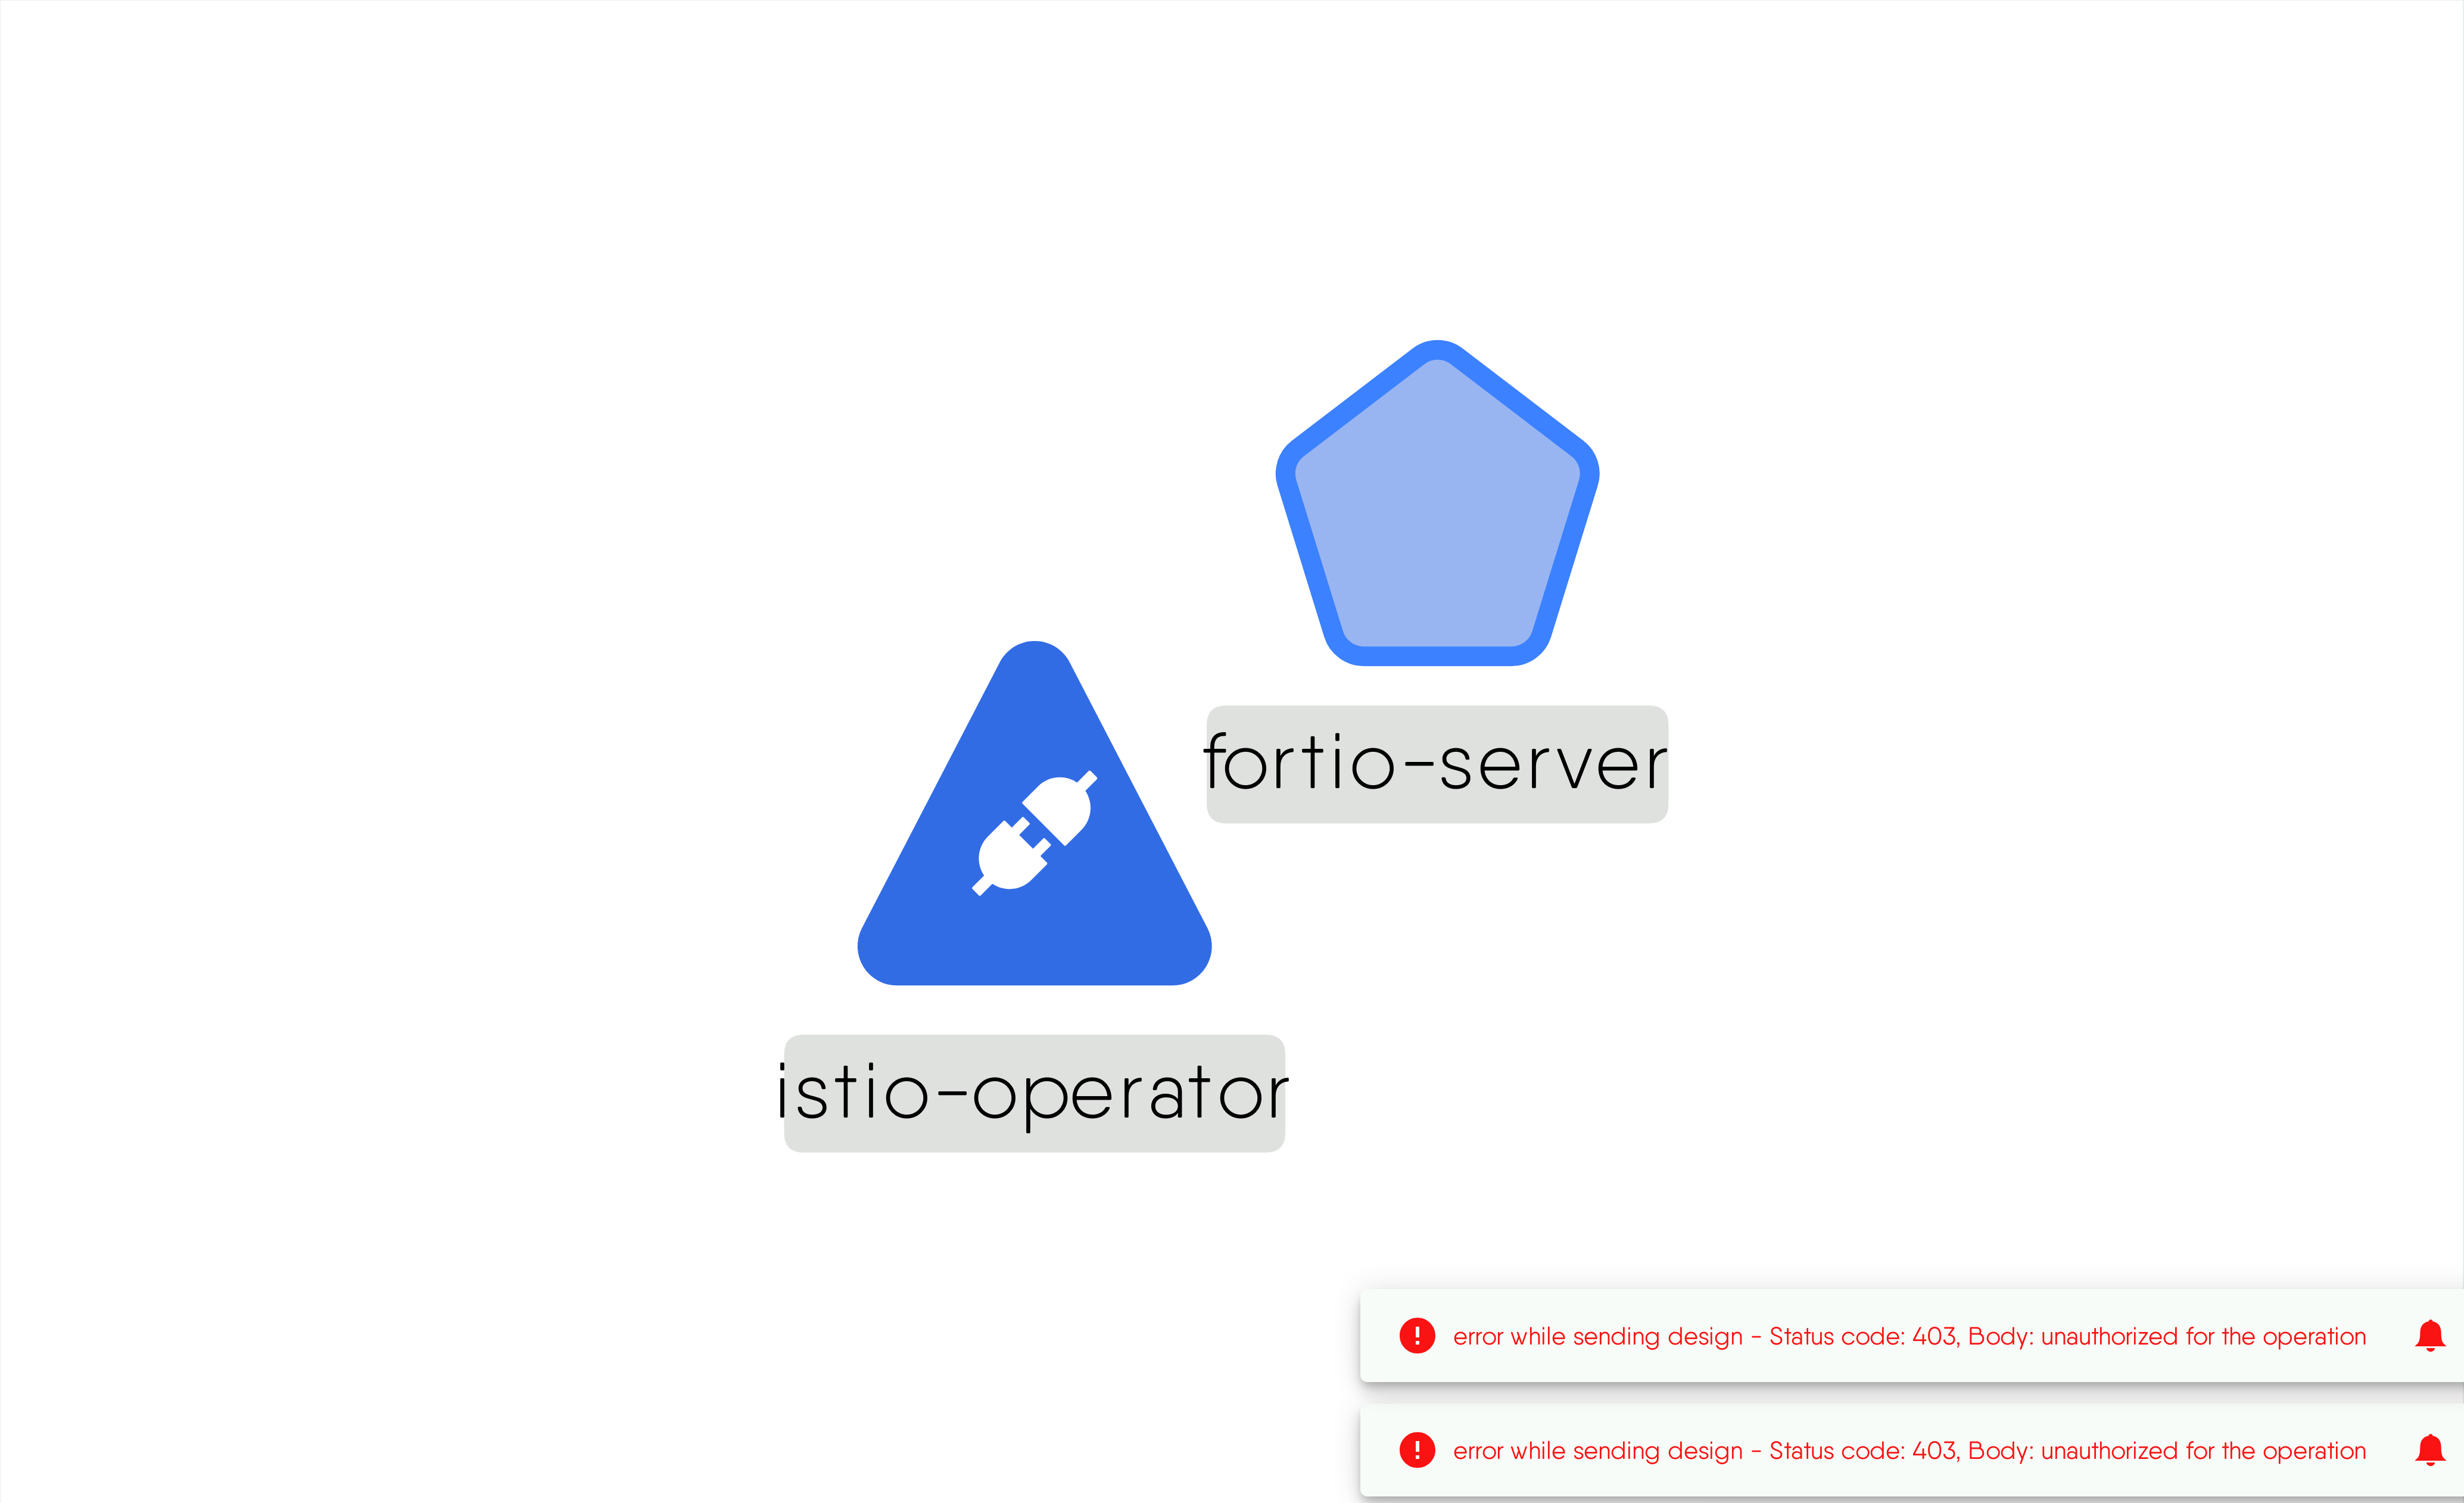 fortio-server
istio-operator
error while sending design - Status code: 403, Body: unauthorized for the operation
error while sending design - Status code: 403, Body: unauthorized for the operation